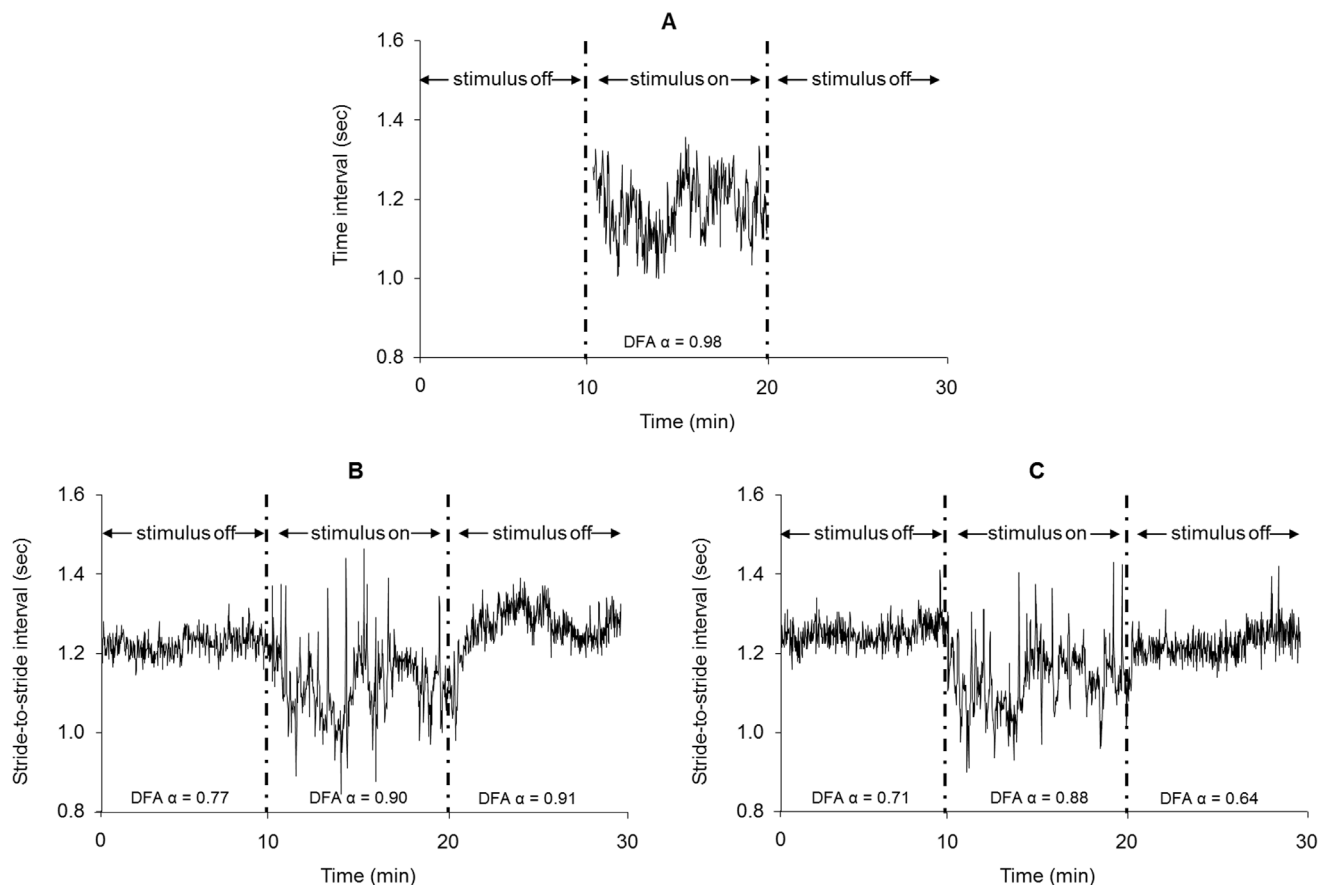 A
1.6
stimulus off
stimulus on
stimulus off
1.4
Time interval (sec)
1.2
1.0
DFA α = 0.98
0.8
0
10
20
30
Time (min)
B
1.6
stimulus off
stimulus on
stimulus off
1.4
Stride-to-stride interval (sec)
1.2
1.0
DFA α = 0.77
DFA α = 0.90
DFA α = 0.91
0.8
0
10
20
30
Time (min)
C
1.6
stimulus off
stimulus on
stimulus off
1.4
Stride-to-stride interval (sec)
1.2
1.0
DFA α = 0.71
DFA α = 0.88
DFA α = 0.64
0.8
0
10
20
30
Time (min)